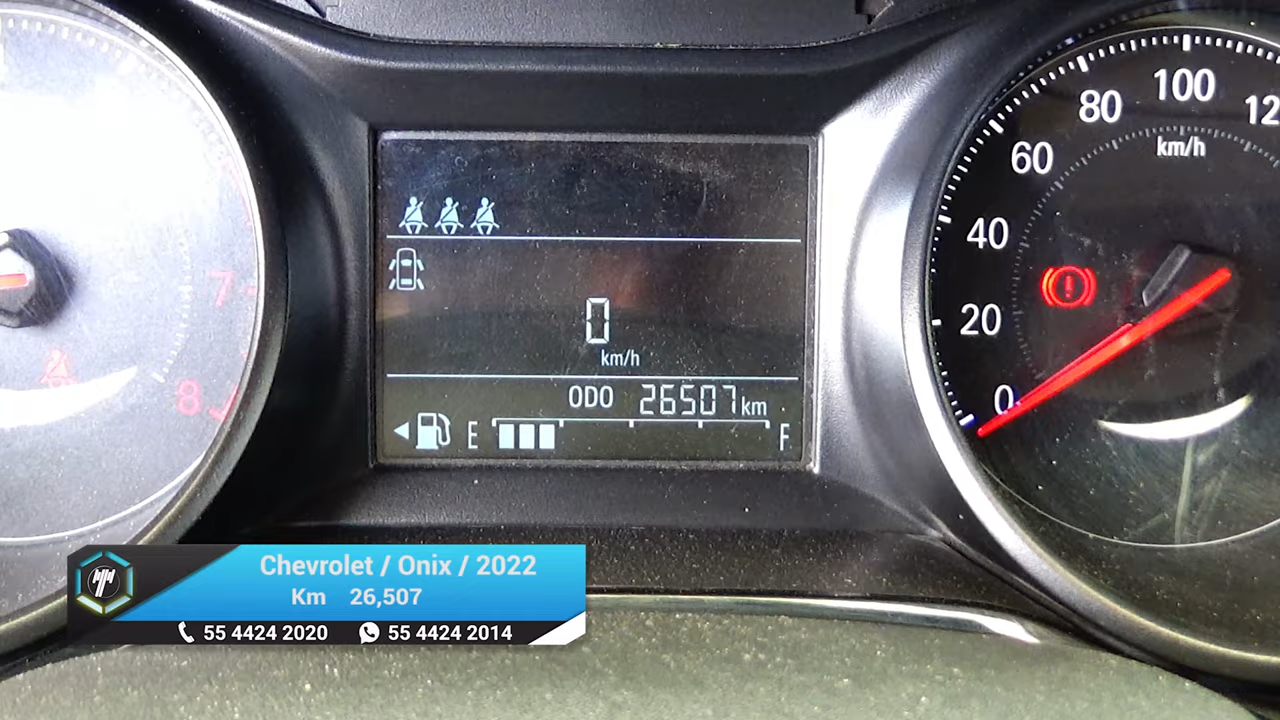 80
100
12
60
km/h
40
20
0
7
8
0
km/h
ODO 26507 km
E
F
Chevrolet / Onix / 2022
Km 26,507
55 4424 2020 55 4424 2014